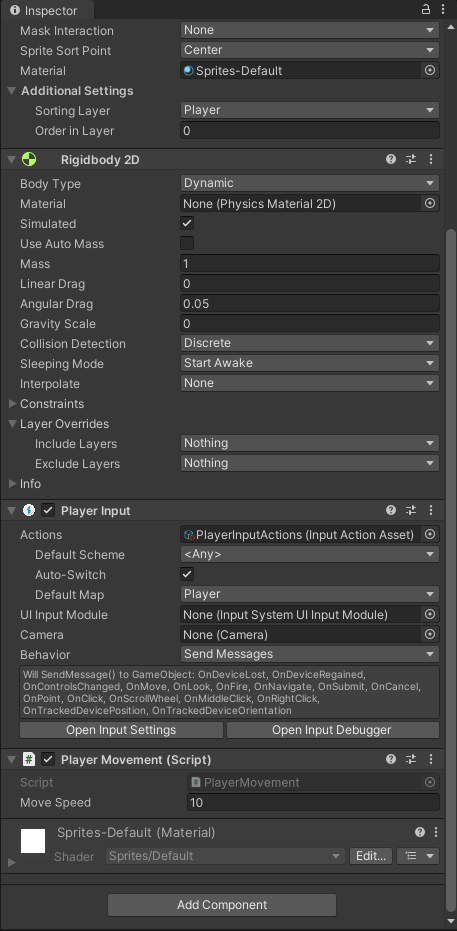 Inspector
Mask Interaction None
Sprite Sort Point Center
Material Sprites-Default
Additional Settings
Sorting Layer Player
Order in Layer 0
Rigidbody 2D
Body Type Dynamic
Material None (Physics Material 2D)
Simulated
Use Auto Mass
Mass 1
Linear Drag 0
Angular Drag 0.05
Gravity Scale 0
Collision Detection Discrete
Sleeping Mode Start Awake
Interpolate None
Constraints
Layer Overrides
Include Layers Nothing
Exclude Layers Nothing
Info
Player Input
Actions PlayerInputActions (Input Action Asset)
Default Scheme <Any>
Auto-Switch
Default Map Player
UI Input Module None (Input System UI Input Module)
Camera None (Camera)
Behavior Send Messages
Will SendMessage() to GameObject: OnDeviceLost, OnDeviceRegained,
OnControlsChanged, OnMove, OnLook, OnFire, OnNavigate, OnSubmit, OnCancel,
OnPoint, OnClick, OnScrollWheel, OnMiddleClick, OnRightClick,
OnTrackedDevicePosition, OnTrackedDeviceOrientation
Open Input Settings Open Input Debugger
# Player Movement (Script)
Script PlayerMovement
Move Speed 10
Sprites-Default (Material)
Shader Sprites/Default Edit...
Add Component